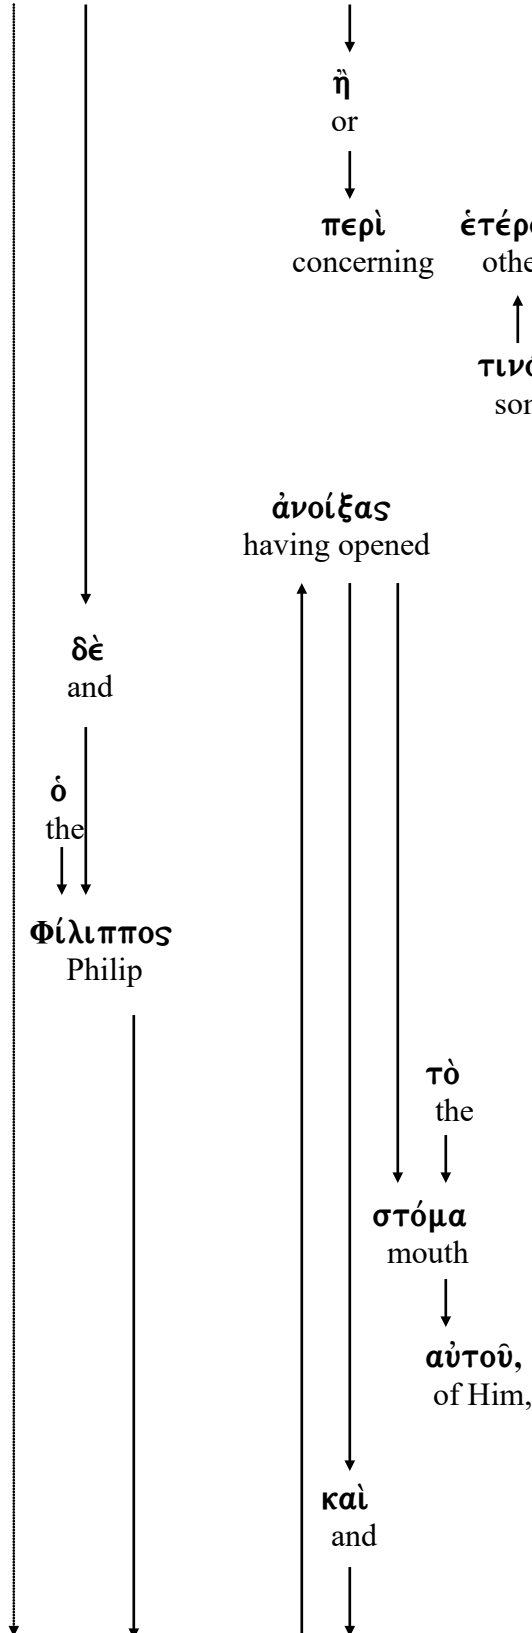 ἢ
or
περὶ
concerning
ἀνοίξας
having opened
δὲ
and
ὁ
the
Φίλιππος
Philip
τὸ
the
στόμα
mouth
αὐτοῦ,
of Him,
καὶ
and